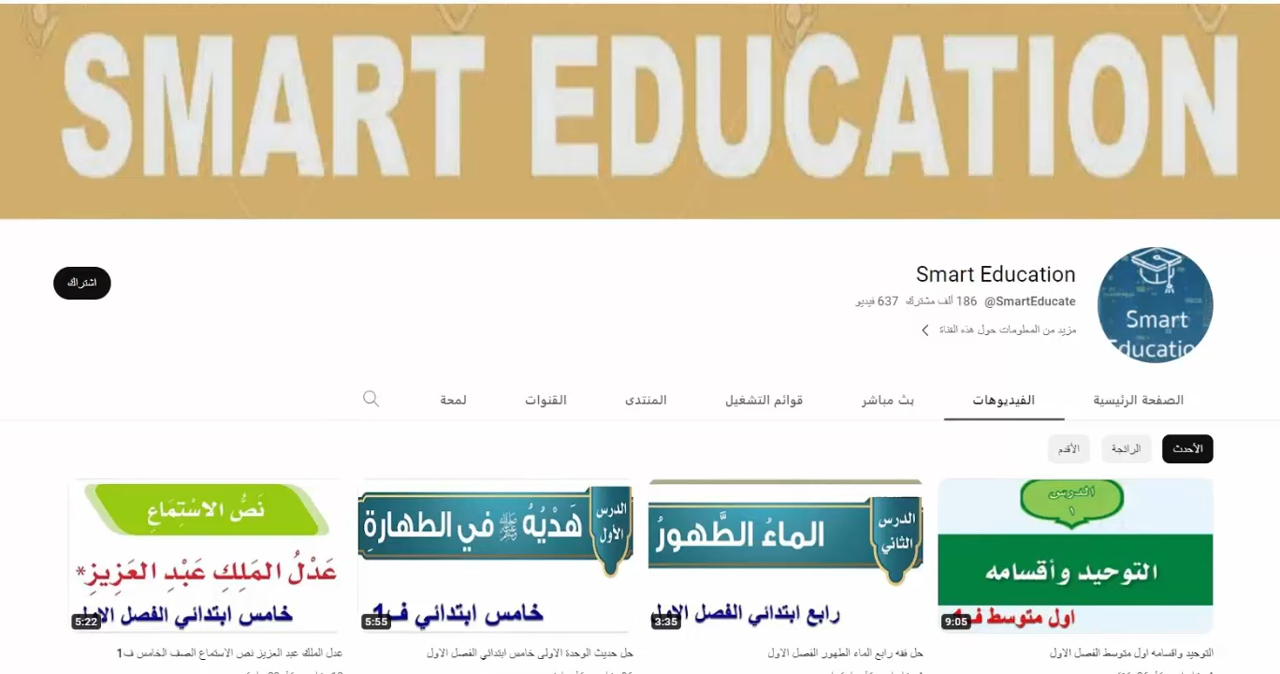 SMART EDUCATION
Smart Education
@SmartEducate 186 ألف مشترك 637 فيديو
مزيد من المعلومات حول هذه القناة
Smart
Educatio
اشتراك
الصفحة الرئيسية
الفيديوهات
بث مباشر
قوائم التشغيل
المنتدى
القنوات
لمحة
الأحدث
الرائجة
الأقدم
الدرس
١
التوحيد وأقسامه
اول متوسط ف1
9:05
التوحيد واقسامه اول متوسط الفصل الاول
الدرس
الثاني
الماءُ الطَّهورُ
رابع ابتدائي الفصل الاول
3:35
حل فقه رابع الماء الطهور الفصل الاول
الدرس
الأول
هَدْيُهُ ﷺ في الطهارةِ
خامس ابتدائي ف1
5:55
حل حديث الوحدة الاولى خامس ابتدائي الفصل الاول
نَصُّ الاسْتِمَاعِ
عَدْلُ المَلِكِ عَبْدِ العَزِيزِ*
خامس ابتدائي الفصل الاول
5:22
عدل الملك عبد العزيز نص الاستماع الصف الخامس ف1